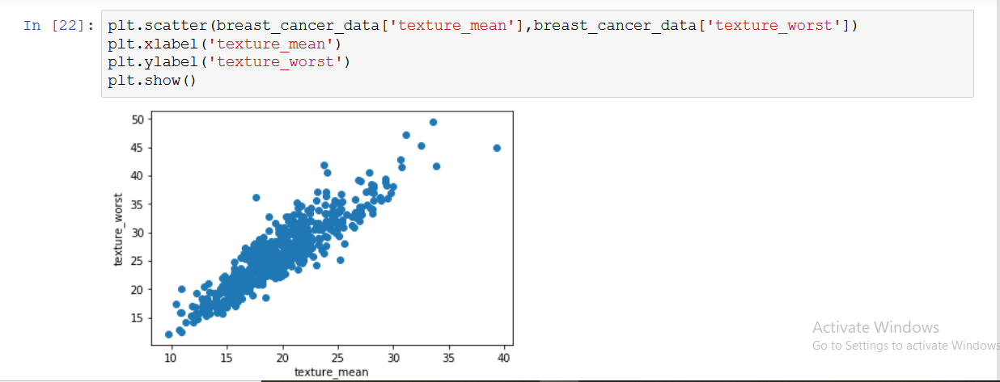 In [22]: plt.scatter(breast_cancer_data['texture_mean'],breast_cancer_data['texture_worst'])
plt.xlabel('texture_mean')
plt.ylabel('texture_worst')
plt.show()
50
45
40
35
30
25
20
15
texture_worst
10 15 20 25 30 35 40
texture_mean
Activate Windows
Go to Settings to activate Windows